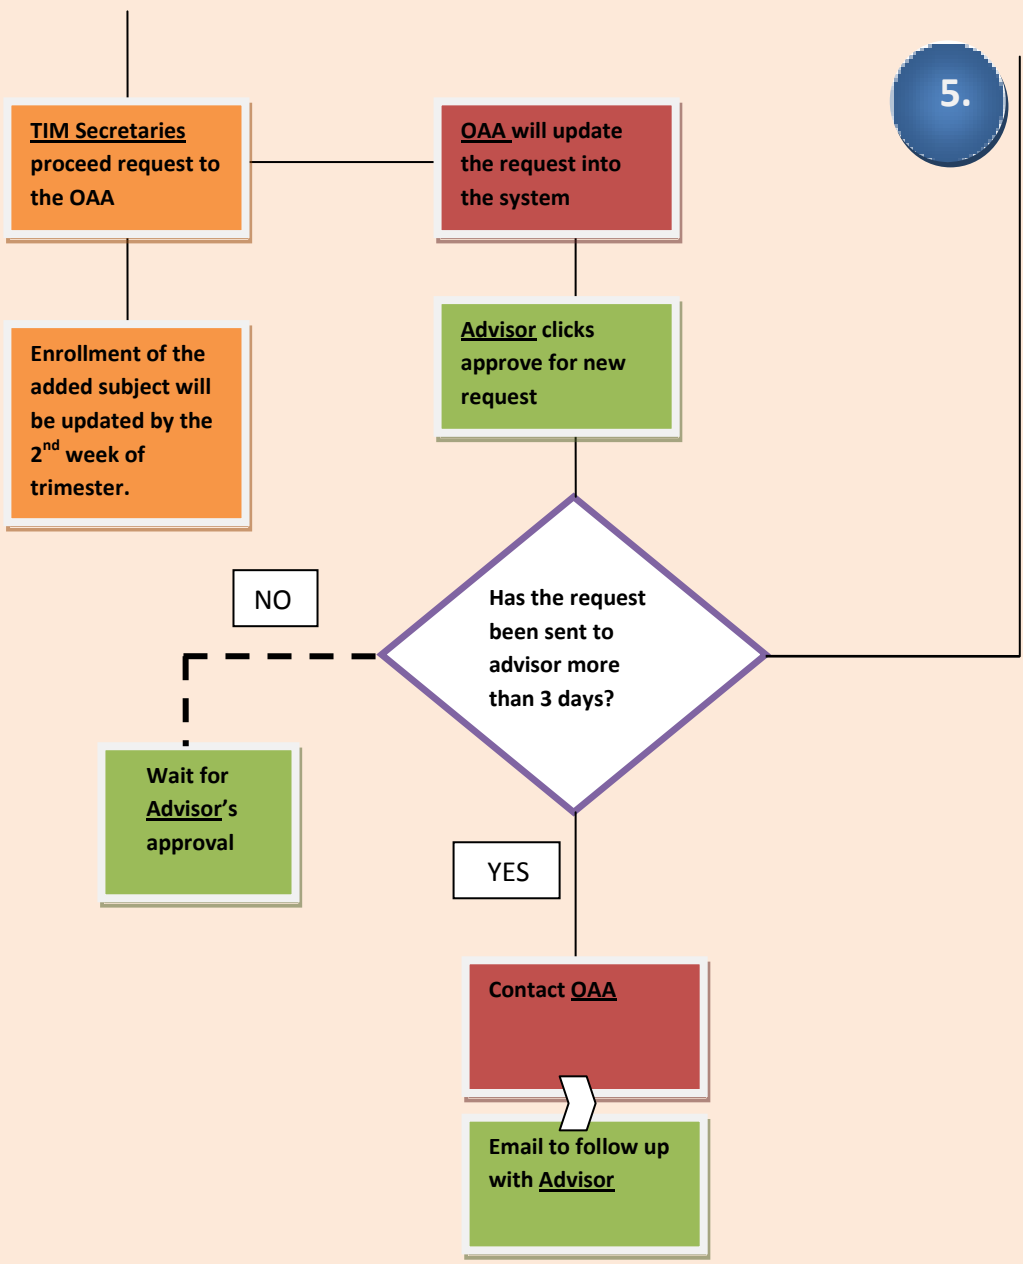 5.
TIM Secretaries
proceed request to
the OAA
OAA will update
the request into
the system
Enrollment of the
added subject will
be updated by the
2nd week of
trimester.
Advisor clicks
approve for new
request
NO
Has the request
been sent to
advisor more
than 3 days?
Wait for
Advisor's
approval
YES
Contact OAA
Email to follow up
with Advisor